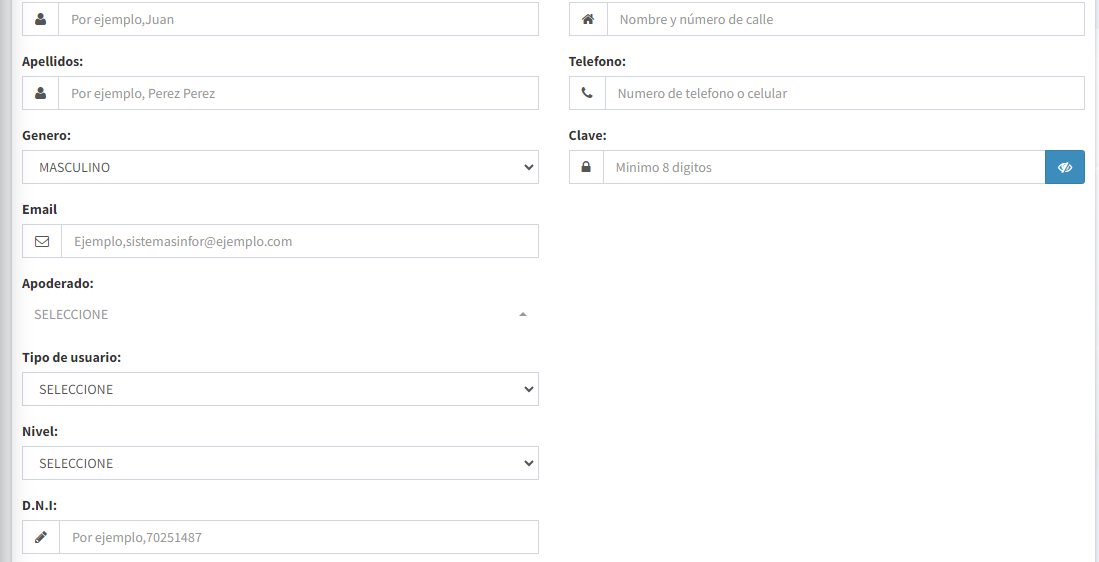 Por ejemplo,Juan
Nombre y número de calle
Apellidos:
Telefono:
Por ejemplo, Perez Perez
Numero de telefono o celular
Genero:
Clave:
MASCULINO
Minimo 8 digitos
Email
Ejemplo,sistemasinfor@ejemplo.com
Apoderado:
SELECCIONE
Tipo de usuario:
SELECCIONE
Nivel:
SELECCIONE
D.N.I:
Por ejemplo,70251487